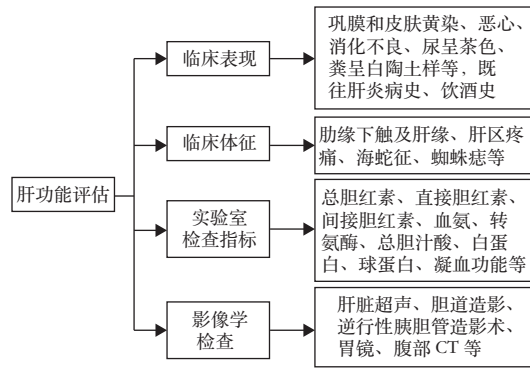 肝功能评估
临床表现
巩膜和皮肤黄染、恶心、
消化不良、尿呈茶色、
粪呈白陶土样等，既
往肝炎病史、饮酒史
临床体征
肋缘下触及肝缘、肝区疼
痛、海蛇征、蜘蛛痣等
实验室
检查指标
总胆红素、直接胆红素、
间接胆红素、血氨、转
氨酶、总胆汁酸、白蛋
白、球蛋白、凝血功能等
影像学
检查
肝脏超声、胆道造影、
逆行性胰胆管造影术、
胃镜、腹部 CT 等